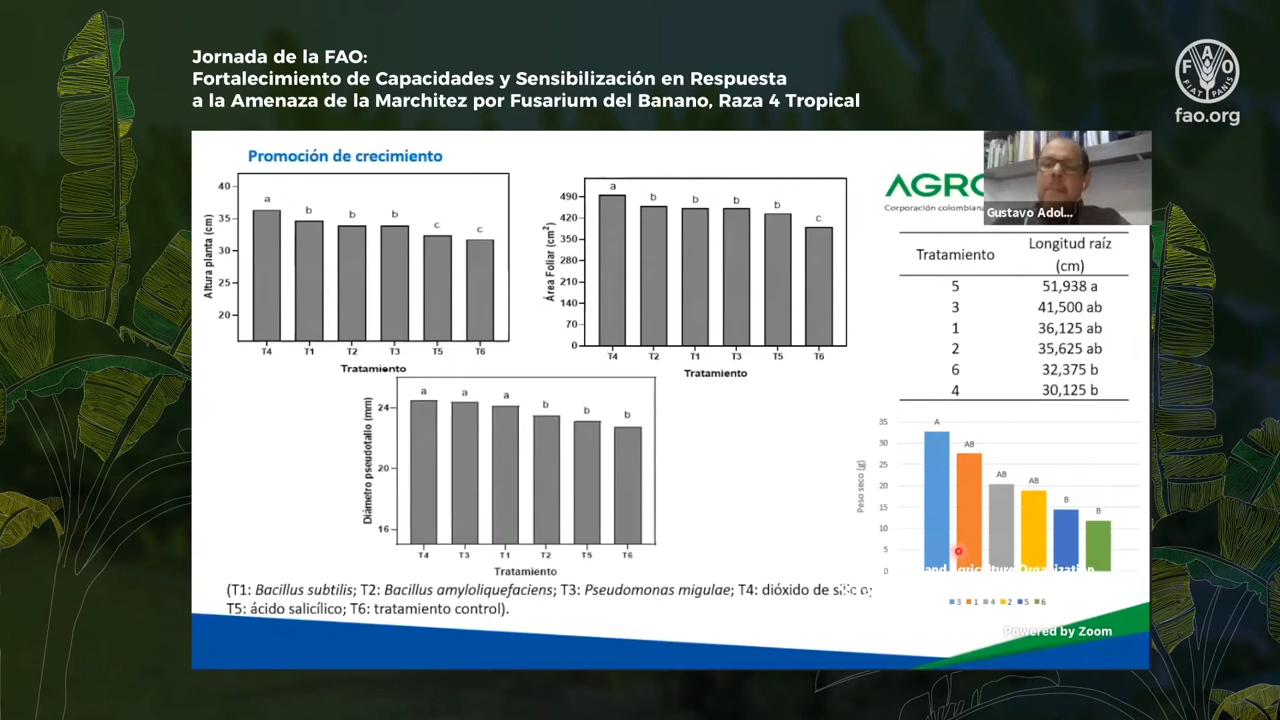 Jornada de la FAO:
Fortalecimiento de Capacidades y Sensibilización en Respuesta
a la Amenaza de la Marchitez por Fusarium del Banano, Raza 4 Tropical
FAO
FIAT PANIS
fao.org
Promoción de crecimiento
Altura planta (cm)
40
35
30
25
20
a
b
b
b
c
c
T4 T1 T2 T3 T5 T6
Tratamiento
Área Foliar (cm²)
490
420
350
280
210
140
70
0
a
b
b
b
b
c
T4 T2 T1 T3 T5 T6
Tratamiento
Diámetro pseudotallo (mm)
24
20
16
a
a
a
b
b
b
T4 T3 T1 T2 T5 T6
Tratamiento
AGRO
Corporación colombiana
Gustavo Adol...
Tratamiento Longitud raíz (cm)
5 51,938 a
3 41,500 ab
1 36,125 ab
2 35,625 ab
6 32,375 b
4 30,125 b
Peso seco (g)
35
30
25
20
15
10
5
0
A
AB
AB
AB
B
B
and Agriculture Organization
3 1 4 2 5 6
(T1: Bacillus subtilis; T2: Bacillus amyloliquefaciens; T3: Pseudomonas migulae; T4: dióxido de
T5: ácido salicílico; T6: tratamiento control).
Powered by Zoom